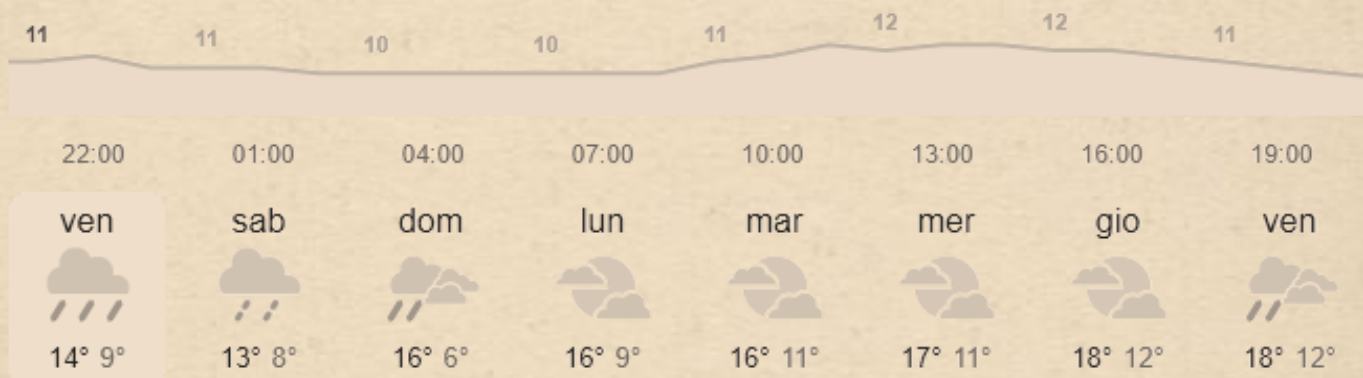 11 11 10 10 11 12 12 11
22:00 01:00 04:00 07:00 10:00 13:00 16:00 19:00
ven sab dom lun mar mer gio ven
14° 9° 13° 8° 16° 6° 16° 9° 16° 11° 17° 11° 18° 12° 18° 12°